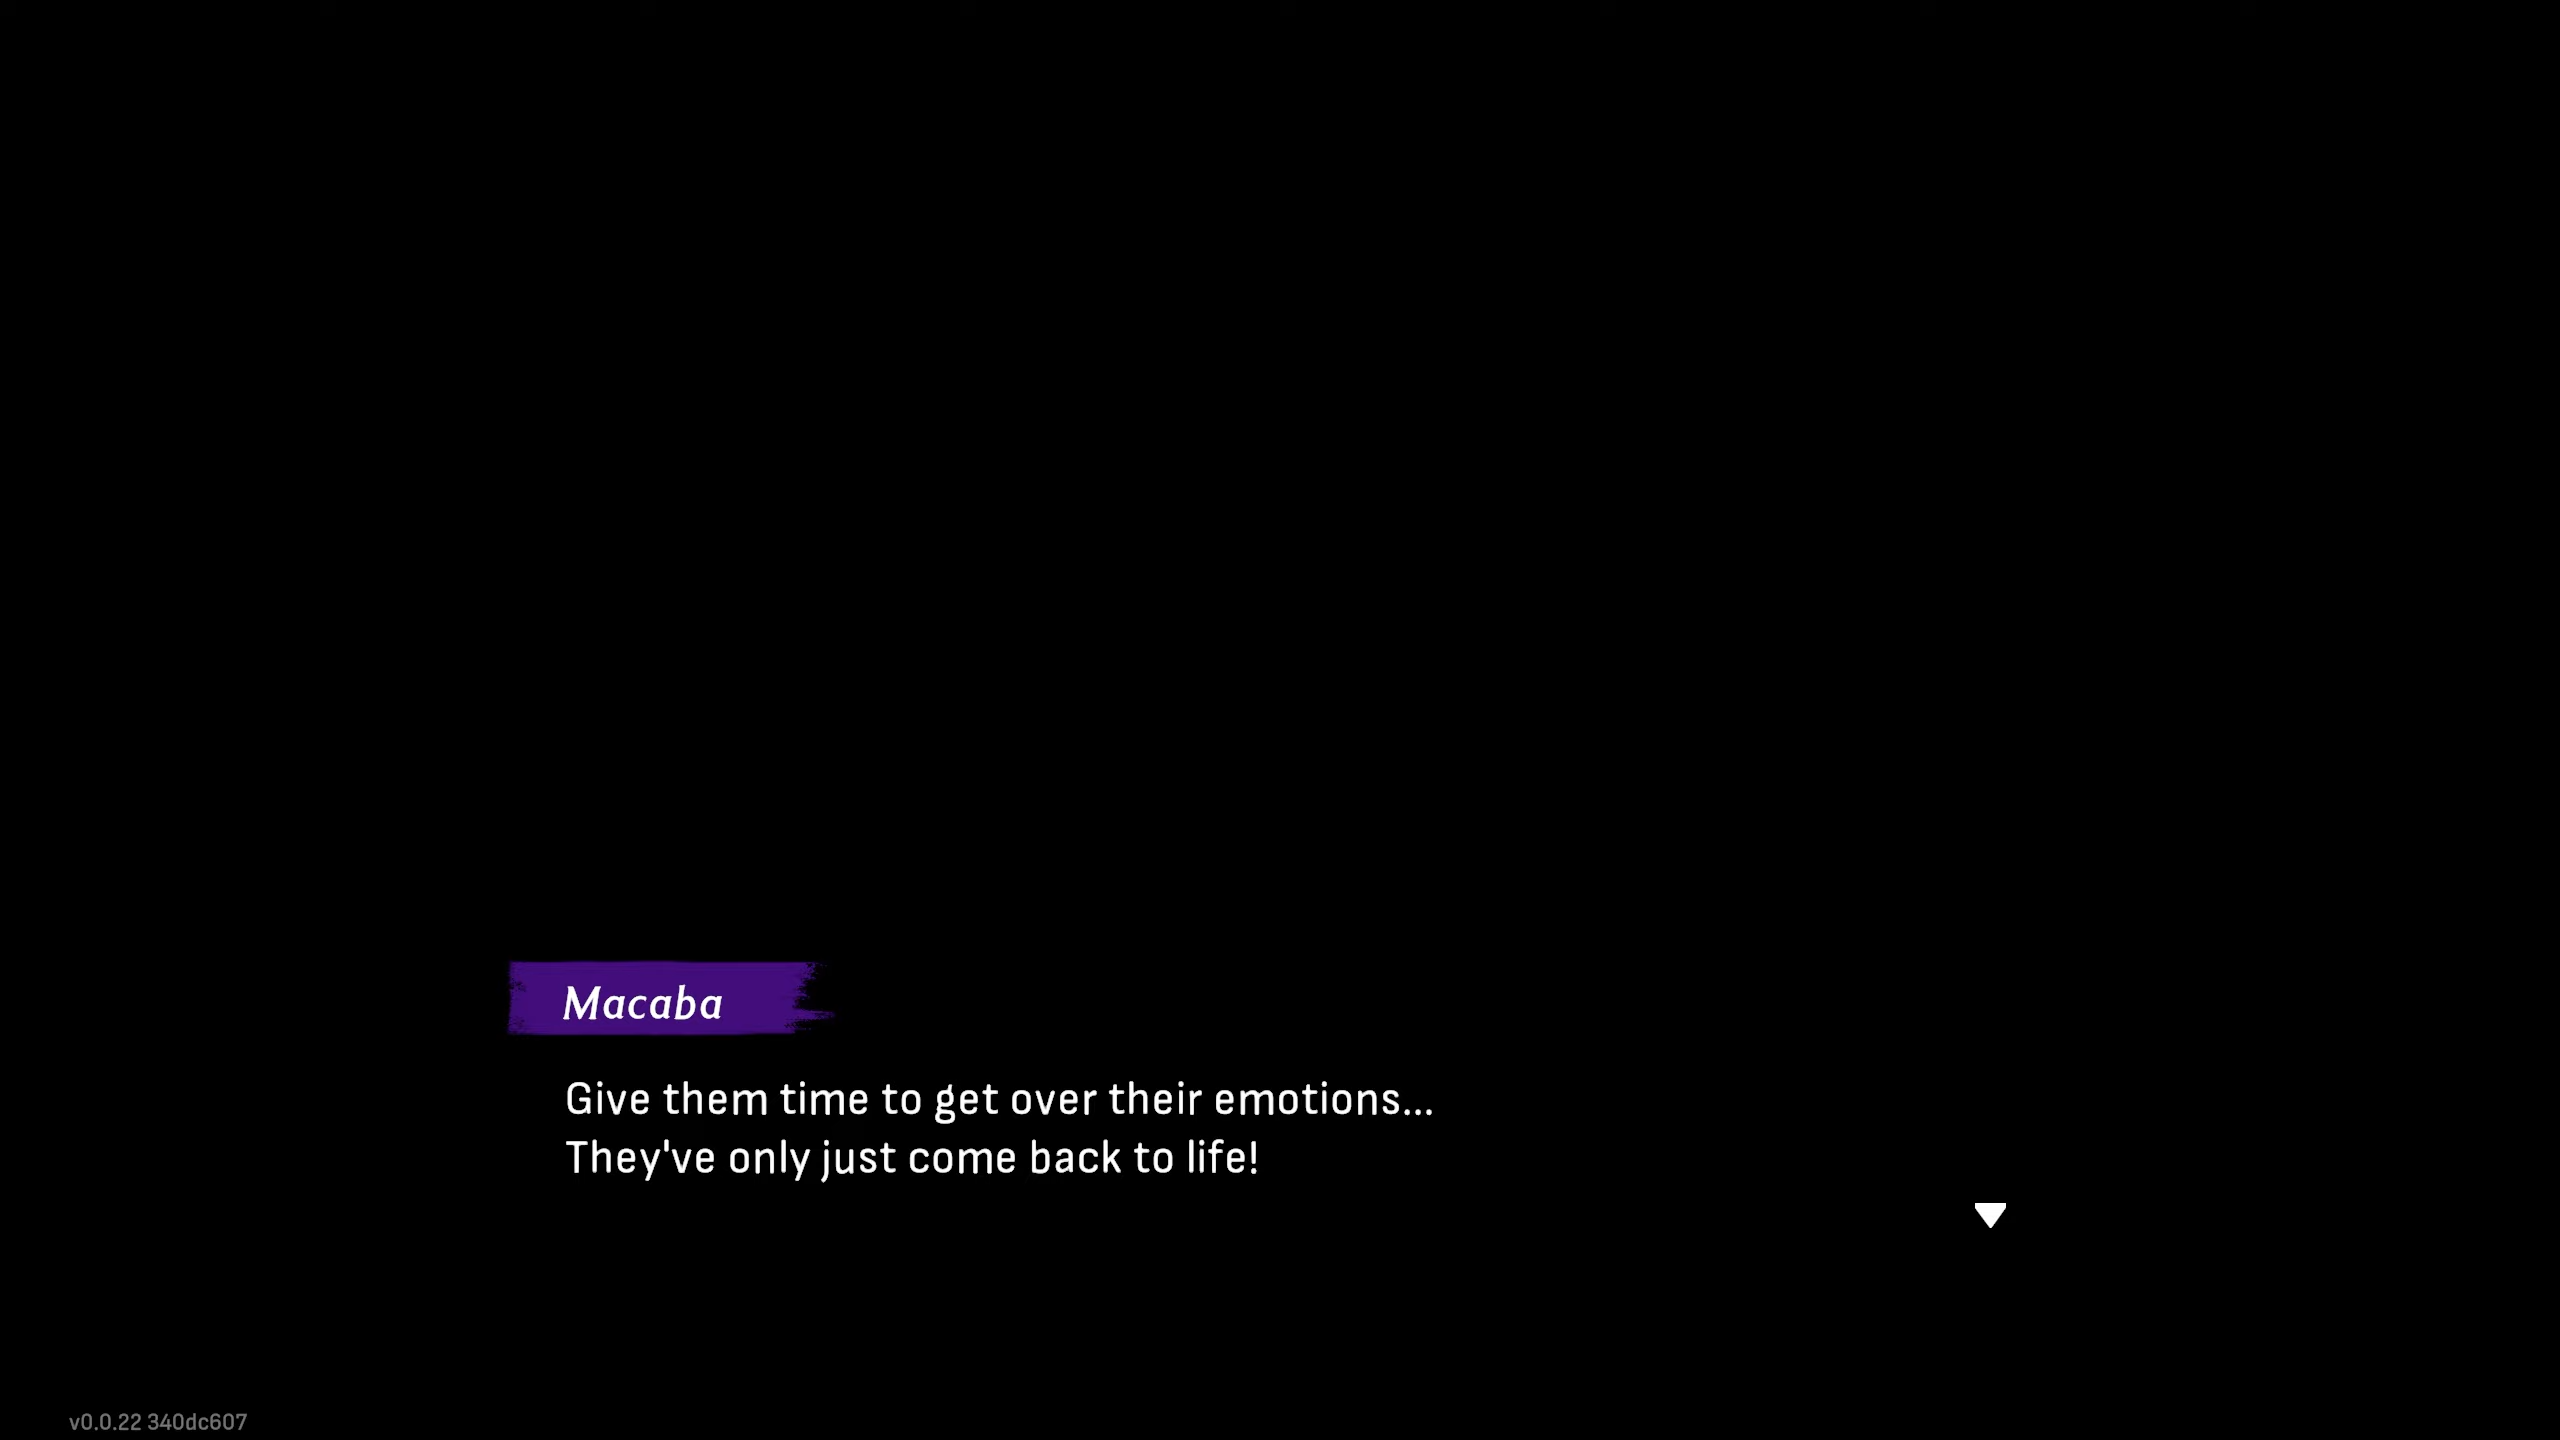 Macaba
Give them time to get over their emotions...
They've only just come back to life!
v0.0.22 340dc607